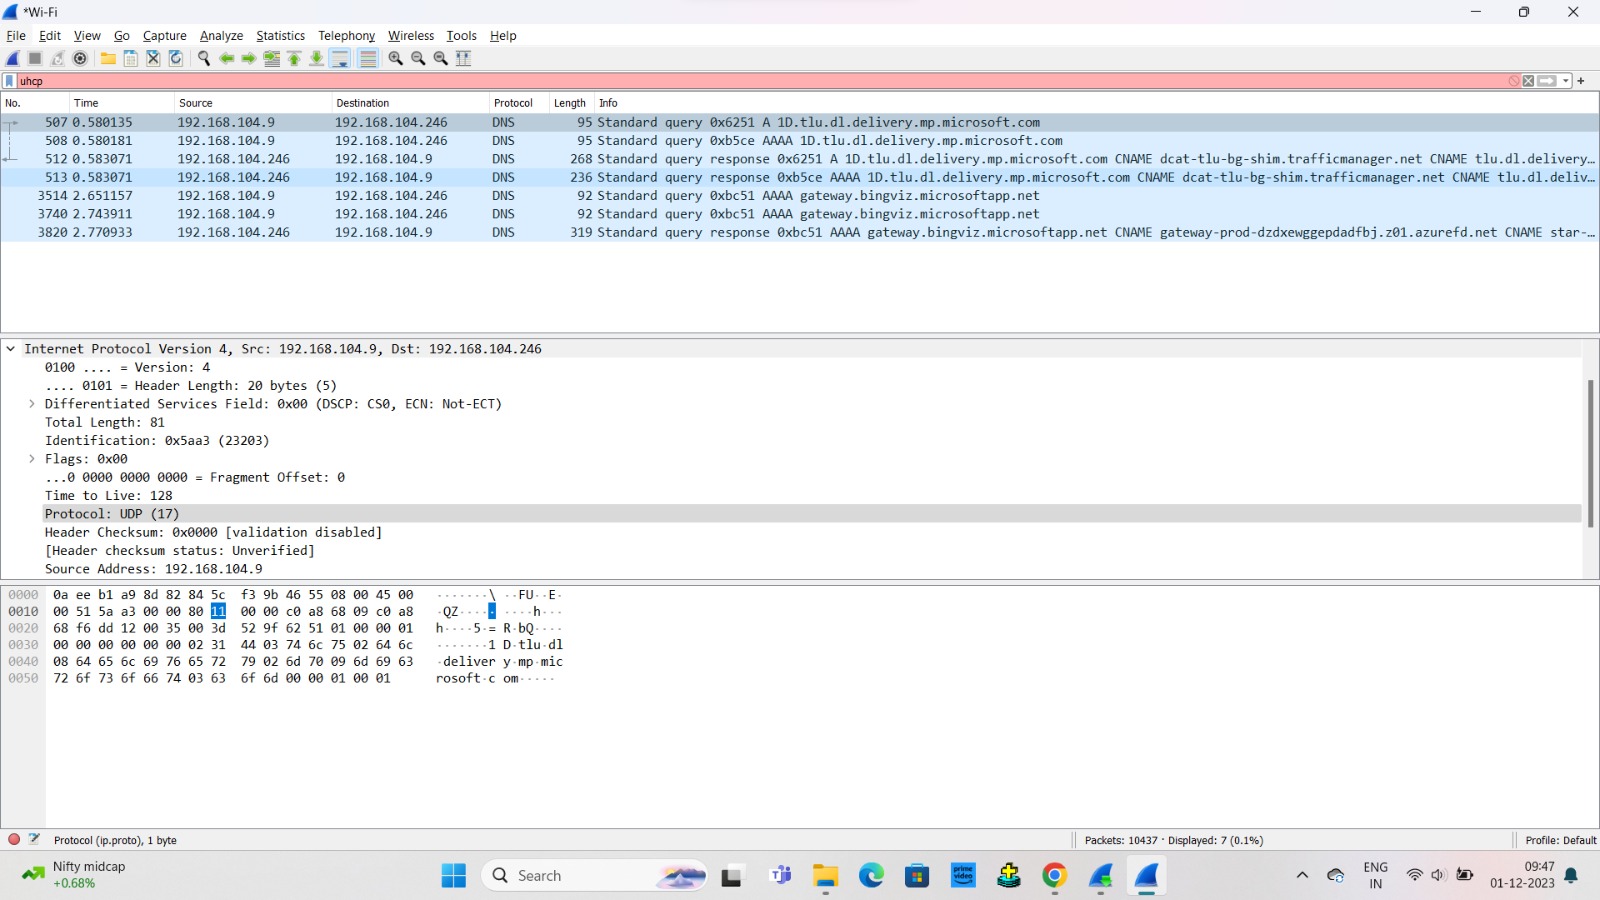 *Wi-Fi
File Edit View Go Capture Analyze Statistics Telephony Wireless Tools Help
uhcp
No. Time Source Destination Protocol Length Info
507 0.580135 192.168.104.9 192.168.104.246 DNS 95 Standard query 0x6251 A 1D.tlu.dl.delivery.mp.microsoft.com
508 0.580181 192.168.104.9 192.168.104.246 DNS 95 Standard query 0xb5ce AAAA 1D.tlu.dl.delivery.mp.microsoft.com
512 0.583071 192.168.104.246 192.168.104.9 DNS 268 Standard query response 0x6251 A 1D.tlu.dl.delivery.mp.microsoft.com CNAME dcat-tlu-bg-shim.trafficmanager.net CNAME tlu.dl.delivery…
513 0.583071 192.168.104.246 192.168.104.9 DNS 236 Standard query response 0xb5ce AAAA 1D.tlu.dl.delivery.mp.microsoft.com CNAME dcat-tlu-bg-shim.trafficmanager.net CNAME tlu.dl.deliv…
3514 2.651157 192.168.104.9 192.168.104.246 DNS 92 Standard query 0xbc51 AAAA gateway.bingviz.microsoftapp.net
3740 2.743911 192.168.104.9 192.168.104.246 DNS 92 Standard query 0xbc51 AAAA gateway.bingviz.microsoftapp.net
3820 2.770933 192.168.104.246 192.168.104.9 DNS 319 Standard query response 0xbc51 AAAA gateway.bingviz.microsoftapp.net CNAME gateway-prod-dzdxewggepdadfbj.z01.azurefd.net CNAME star-…
Internet Protocol Version 4, Src: 192.168.104.9, Dst: 192.168.104.246
0100 .... = Version: 4
.... 0101 = Header Length: 20 bytes (5)
Differentiated Services Field: 0x00 (DSCP: CS0, ECN: Not-ECT)
Total Length: 81
Identification: 0x5aa3 (23203)
Flags: 0x00
...0 0000 0000 0000 = Fragment Offset: 0
Time to Live: 128
Protocol: UDP (17)
Header Checksum: 0x0000 [validation disabled]
[Header checksum status: Unverified]
Source Address: 192.168.104.9
0000 0a ee b1 a9 8d 82 84 5c f3 9b 46 55 08 00 45 00 ·······\ ··FU··E·
0010 00 51 5a a3 00 00 80 11 00 00 c0 a8 68 09 c0 a8 ·QZ····· ····h···
0020 68 f6 dd 12 00 35 00 3d 52 9f 62 51 01 00 00 01 h····5·= R·bQ····
0030 00 00 00 00 00 00 02 31 44 03 74 6c 75 02 64 6c ·······1 D·tlu·dl
0040 08 64 65 6c 69 76 65 72 79 02 6d 70 09 6d 69 63 ·deliver y·mp·mic
0050 72 6f 73 6f 66 74 03 63 6f 6d 00 00 01 00 01 rosoft·c om·····
Protocol (ip.proto), 1 byte Packets: 10437 · Displayed: 7 (0.1%) Profile: Default
Nifty midcap
+0.68%
Search
prime video
ENG
IN
09:47
01-12-2023